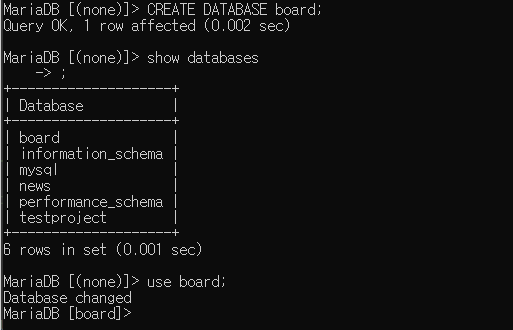 MariaDB [(none)]> CREATE DATABASE board;
Query OK, 1 row affected (0.002 sec)
MariaDB [(none)]> show databases
    -> ;
+--------------------+
| Database           |
+--------------------+
| board              |
| information_schema |
| mysql              |
| news               |
| performance_schema |
| testproject        |
+--------------------+
6 rows in set (0.001 sec)
MariaDB [(none)]> use board;
Database changed
MariaDB [board]>